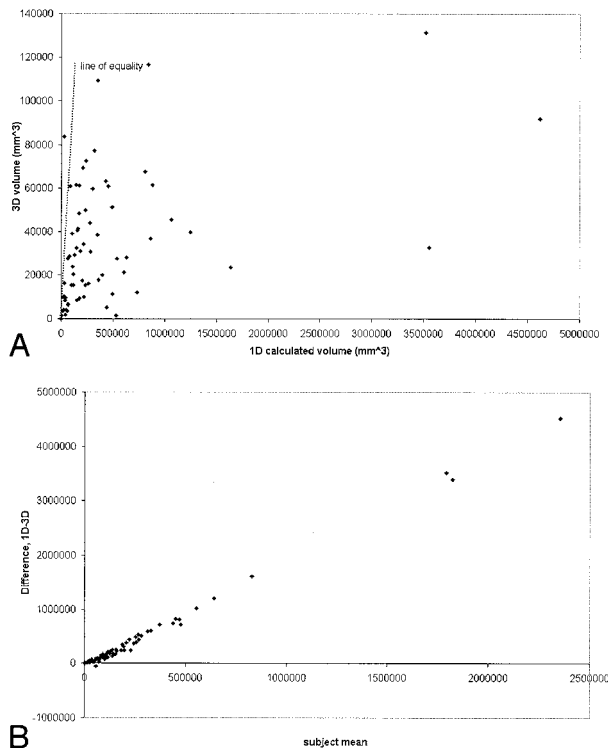 140000
line of equality
120000
100000
80000
60000
40000
20000
0
3D volume (mm^3)
0 500000 1000000 1500000 2000000 2500000 3000000 3500000 4000000 4500000 5000000
1D calculated volume (mm^3)
A
5000000
4000000
3000000
2000000
1000000
0
-1000000
Difference, 1D-3D
0 500000 1000000 1500000 2000000 2500000
subject mean
B